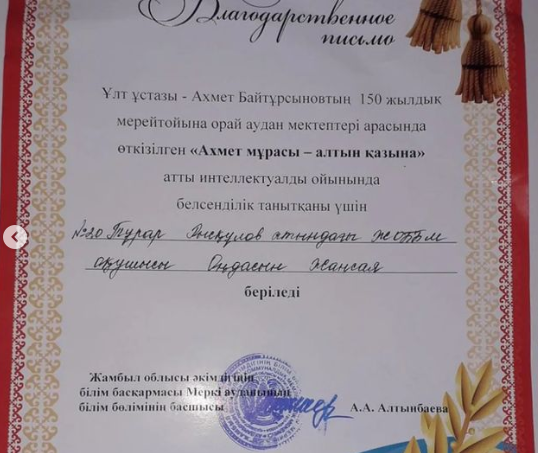 Благодарственное
письмо
Ұлт ұстазы - Ахмет Байтұрсыновтың 150 жылдық
мерейтойына орай аудан мектептері арасында
өткізілген «Ахмет мұрасы – алтын қазына»
атты интеллектуалды ойынында
белсенділік танытқаны үшін
№20 Тұрар Рысқұлов атындағы ЖОББМ
оқушысы Оңдасын Жансая
беріледі
Жамбыл облысы әкімдігінің
білім басқармасы Меркі ауданының
білім бөлімінің басшысы А.А. Алтынбаева